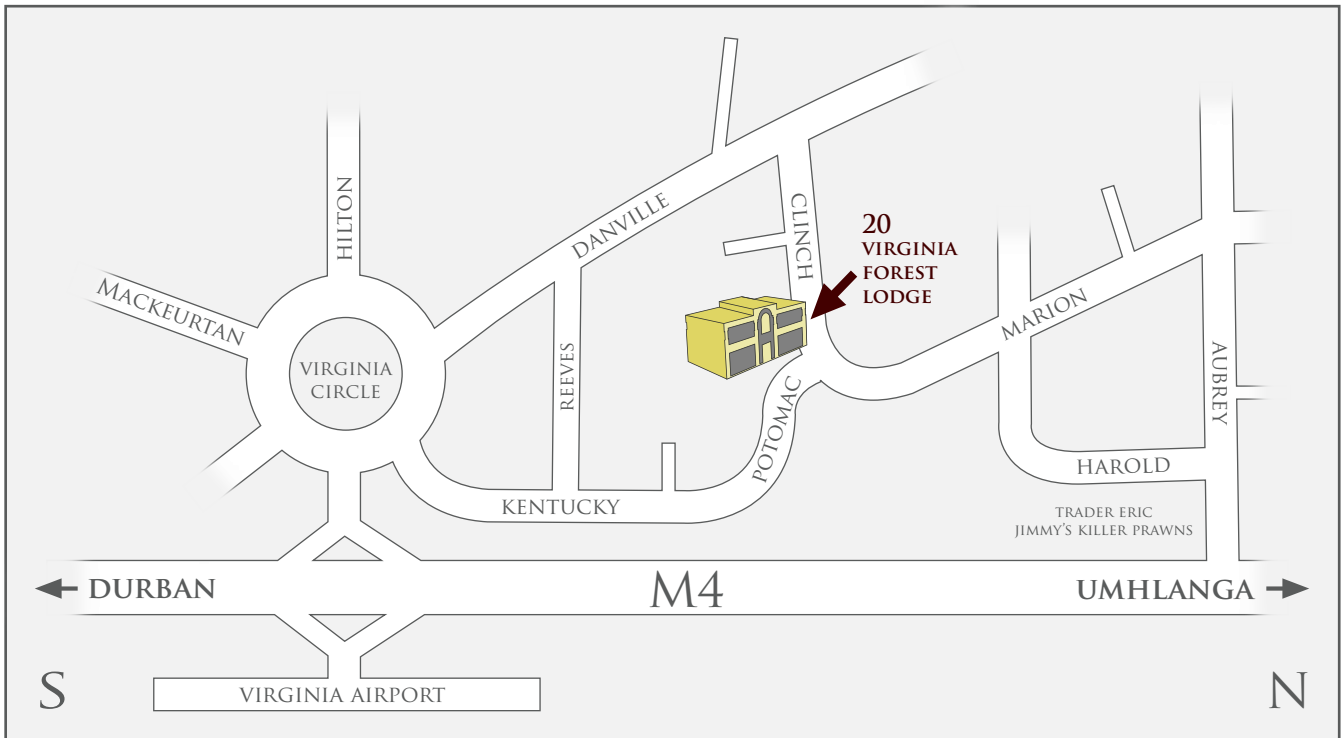 HILTON
DANVILLE
CLINCH
20
VIRGINIA
FOREST
LODGE
MACKEURTAN
VIRGINIA
CIRCLE
REEVES
MARION
AUBREY
POTOMAC
KENTUCKY
HAROLD
TRADER ERIC
JIMMY'S KILLER PRAWNS
DURBAN
M4
UMHLANGA
S
VIRGINIA AIRPORT
N